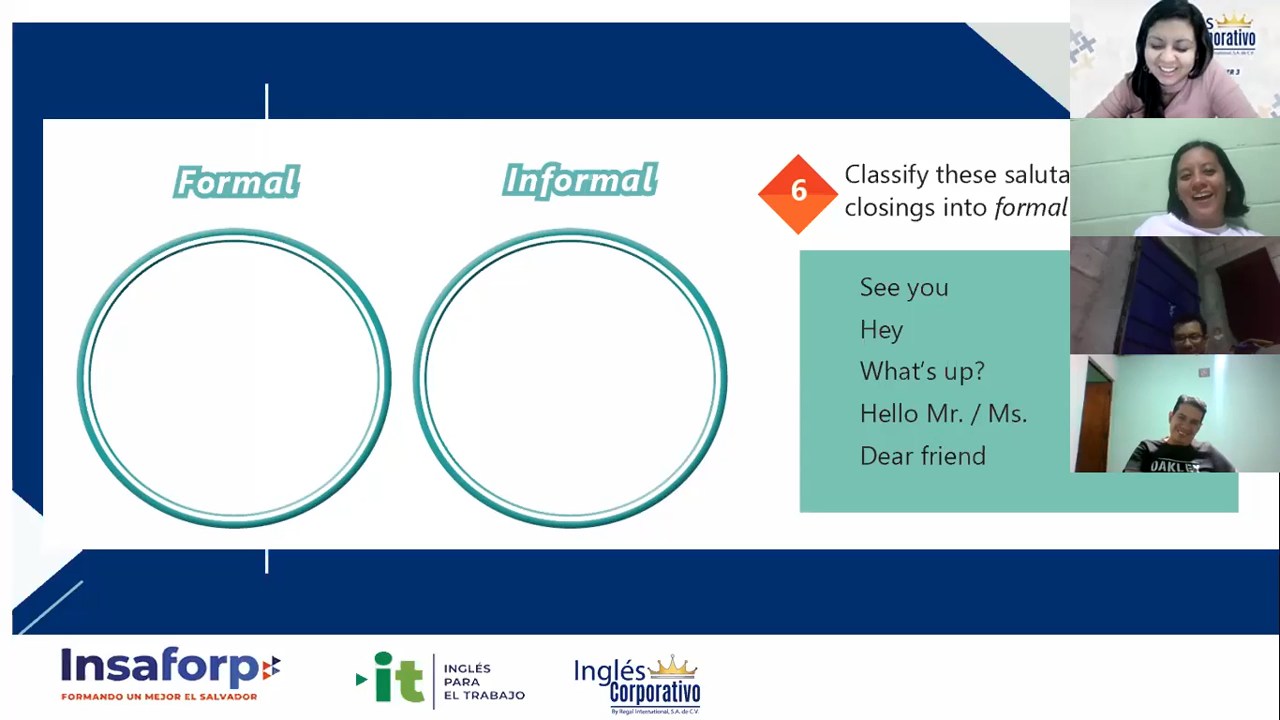 Formal
Informal
6
Classify these saluta
closings into formal
See you
Hey
What's up?
Hello Mr. / Ms.
Dear friend
OAKLEY
Insaforp
FORMANDO UN MEJOR EL SALVADOR
it
INGLÉS
PARA
EL TRABAJO
Inglés
Corporativo
By Regal International, S.A. de C.V.